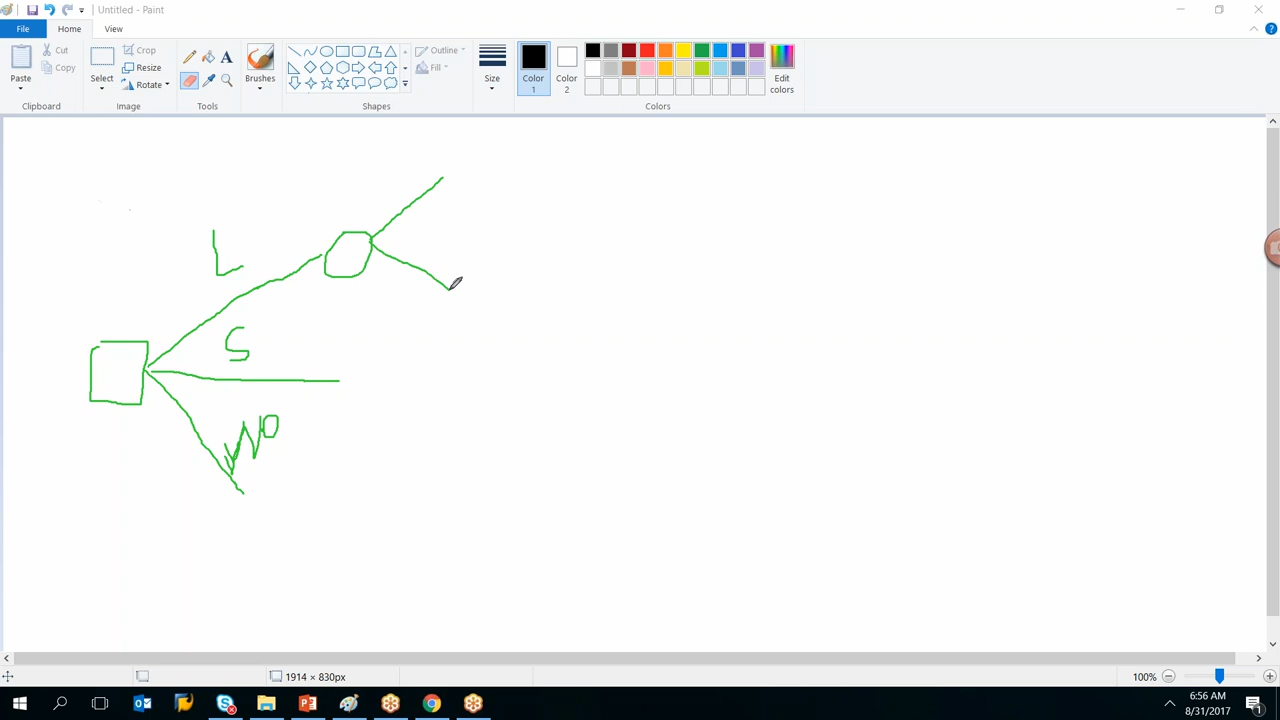 Untitled - Paint
File
Home
View
Paste
Cut
Copy
Clipboard
Select
Crop
Resize
Rotate
Image
A
Tools
Brushes
Outline
Fill
Shapes
Size
Color 1
Color 2
Edit colors
Colors
L
S
NO
1914 × 830px
100%
6:56 AM
8/31/2017